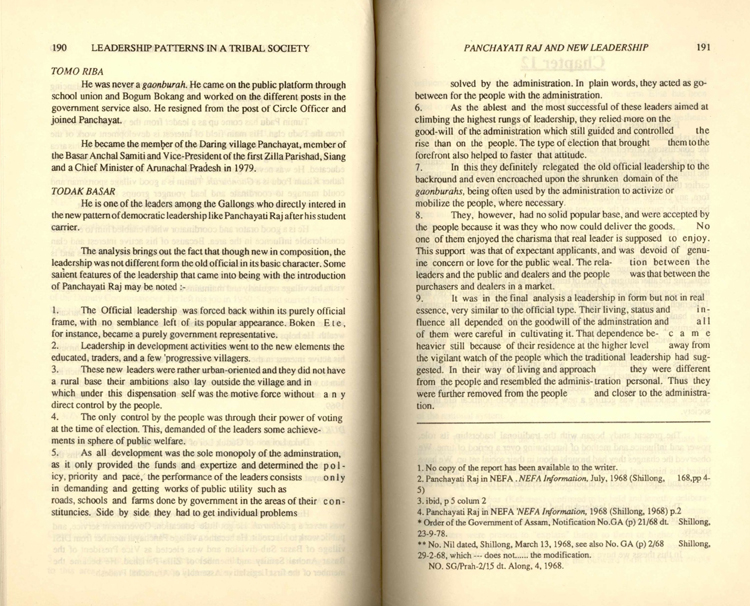 190 LEADERSHIP PATTERNS IN A TRIBAL SOCIETY
TOMO RIBA
He was never a gaonburah. He came on the public platform through
school union and Bogum Bokang and worked on the different posts in the
government service also. He resigned from the post of Circle Officer and
joined Panchayat.
He became the member of the Daring village Panchayat, member of
the Basar Anchal Samiti and Vice-President of the first Zilla Parishad, Siang
and a Chief Minister of Arunachal Pradesh in 1979.
TODAK BASAR
He is one of the leaders among the Gallongs who directly interested in
the new pattern of democratic leadership like Panchayati Raj after his student
carrier.
The analysis brings out the fact that though new in composition, the
leadership was not different form the old official in its basic character. Some
salient features of the leadership that came into being with the introduction
of Panchayati Raj may be noted :-
1. The Official leadership was forced back within its purely official
frame, with no semblance left of its popular appearance. Boken Ete,
for instance, became a purely government representative.
2. Leadership in development activities went to the new elements the
educated, traders, and a few 'progressive villagers.
3. These new leaders were rather urban-oriented and they did not have
a rural base their ambitions also lay outside the village and in
which under this dispensation self was the motive force without any
direct control by the people.
4. The only control by the people was through their power of voting
at the time of election. This, demanded of the leaders some achieve-
ments in sphere of public welfare.
5. As all development was the sole monopoly of the adminstration,
as it only provided the funds and expertize and determined the pol-
icy, priority and pace, the performance of the leaders consists only
in demanding and getting works of public utility such as
roads, schools and farms done by government in the areas of their con-
stituncies. Side by side they had to get individual problems
PANCHAYATI RAJ AND NEW LEADERSHIP 191
solved by the administration. In plain words, they acted as go-
between for the people with the administration.
6. As the ablest and the most successful of these leaders aimed at
climbing the highest rungs of leadership, they relied more on the
good-will of the administration which still guided and controlled the
rise than on the people. The type of election that brought them to the
forefront also helped to faster that attitude.
7. In this they definitely relegated the old official leadership to the
background and even encroached upon the shrunken domain of the
gaonburahs, being often used by the administration to activize or
mobilize the people, where necessary
8. They, however, had no solid popular base, and were accepted by
the people because it was they who now could deliver the goods. No
one of them enjoyed the charisma that real leader is supposed to enjoy.
This support was that of expectant applicants, and was devoid of genu-
ine concern or love for the public weal. The rela- tion between the
leaders and the public and dealers and the people was that between the
purchasers and dealers in a market.
9. It was in the final analysis a leadership in form but not in real
essence, very similar to the official type. Their living, status and in-
fluence all depended on the goodwill of the adminstration and all
of them were careful in cultivating it. That dependence be- came
heavier still because of their residence at the higher level away from
the vigilant watch of the people which the traditional leadership had sug-
gested. In their way of living and approach they were different
from the people and resembled the adminis- tration personal. Thus they
were further removed from the people and closer to the administra-
tion.
1. No copy of the report has been available to the writer.
2. Panchayati Raj in NEFA . NEFA Information, July, 1968 (Shillong, 168,pp 4-
5)
3. ibid, p 5 colum 2
4. Panchayati Raj in NEFA 'NEFA Information, 1968 (Shillong, 1968) p.2
* Order of the Government of Assam, Notification No.GA (p) 21/68 dt. Shillong,
23-9-78.
** No. Nil dated, Shillong, March 13, 1968, see also No. GA (p) 2/68 Shillong,
29-2-68, which --- does not...... the modification.
NO. SG/Prah-2/15 dt. Along, 4, 1968.